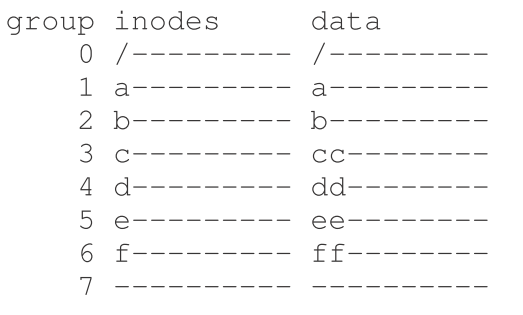 group inodes     data
    0 /--------- /---------
    1 a--------- a---------
    2 b--------- b---------
    3 c--------- cc--------
    4 d--------- dd--------
    5 e--------- ee--------
    6 f--------- ff--------
    7 ---------- ----------